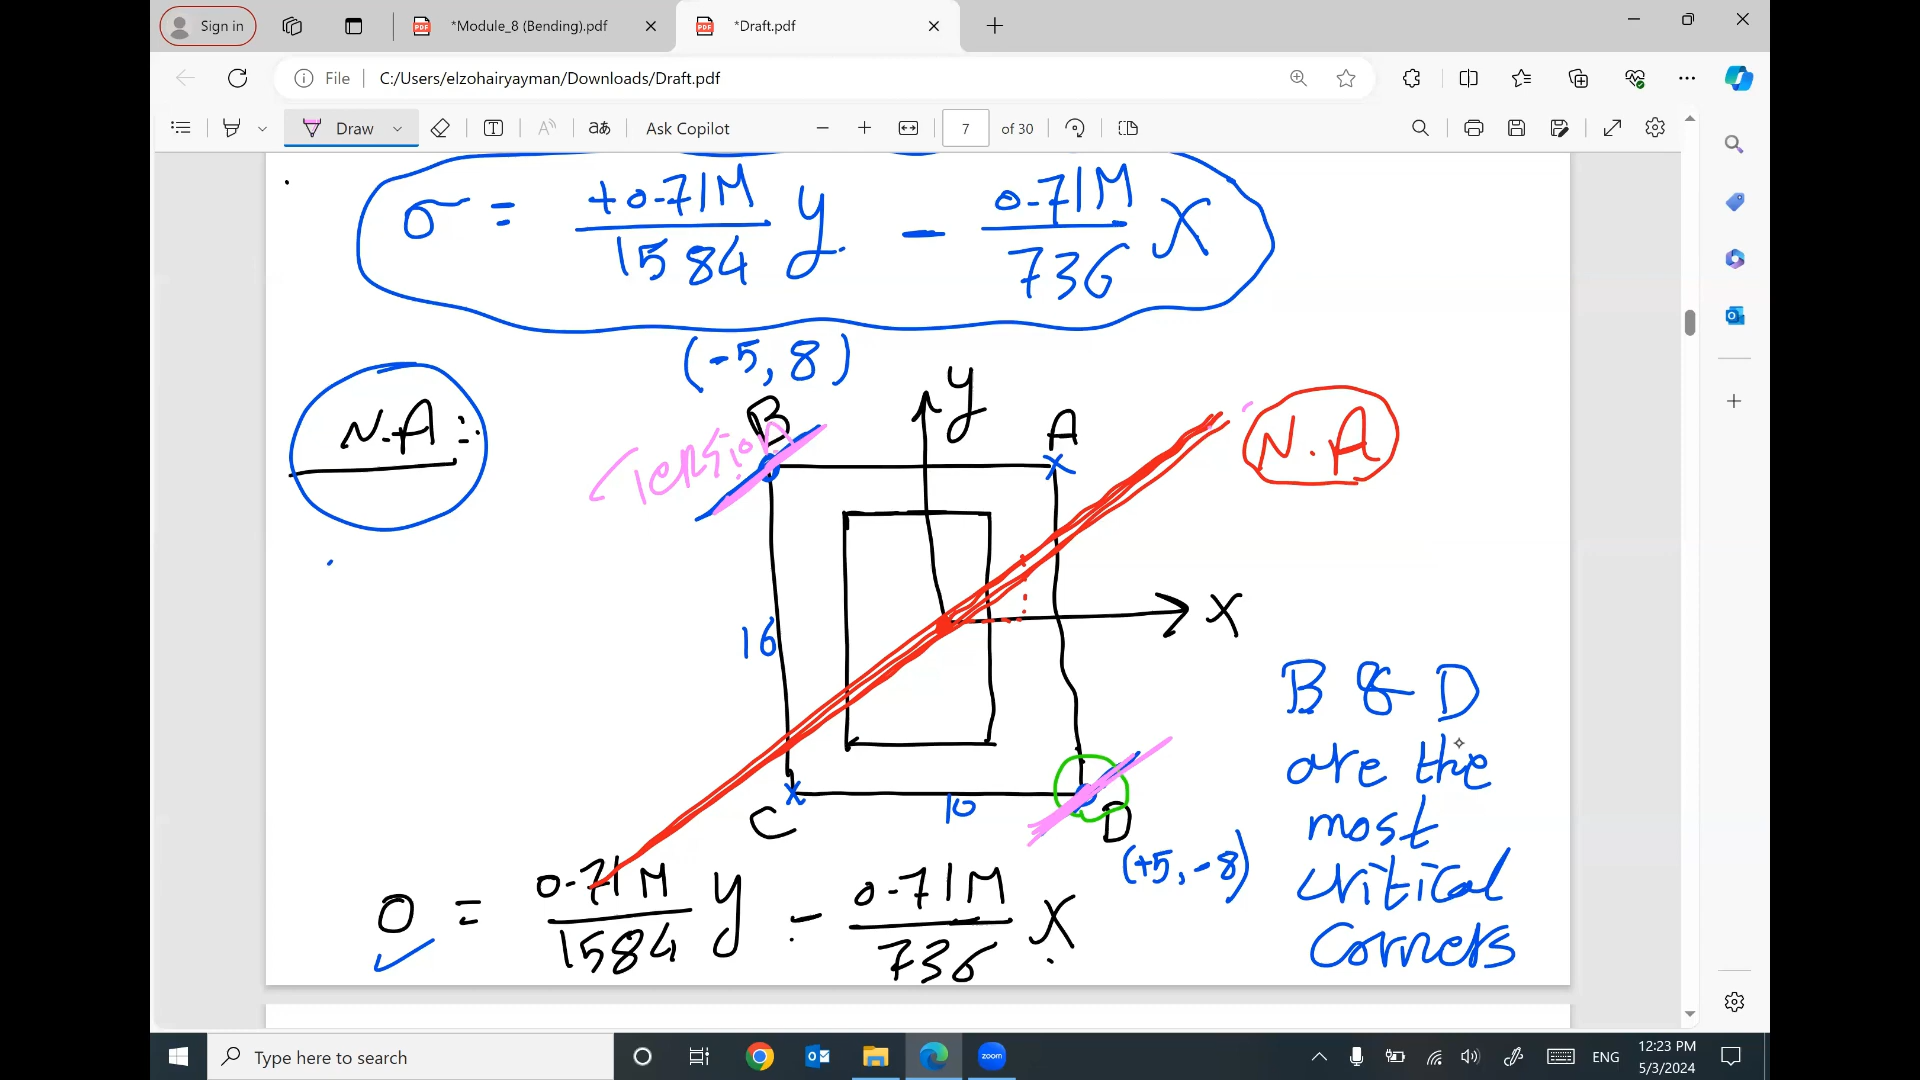 Sign in
*Module_8 (Bending).pdf
*Draft.pdf
File
C:/Users/elzohairyayman/Downloads/Draft.pdf
Draw
Ask Copilot
7
of 30
σ = +0.71M/1584 y - 0.71M/736 X
(-5, 8)
N.A :-
B
y
A
N.A
Tension
X
16
B & D
are the
most
critical
corners
C
10
D
(+5, -8)
0 = 0.71M/1584 y - 0.71M/736 X
Type here to search
zoom
ENG
12:23 PM
5/3/2024